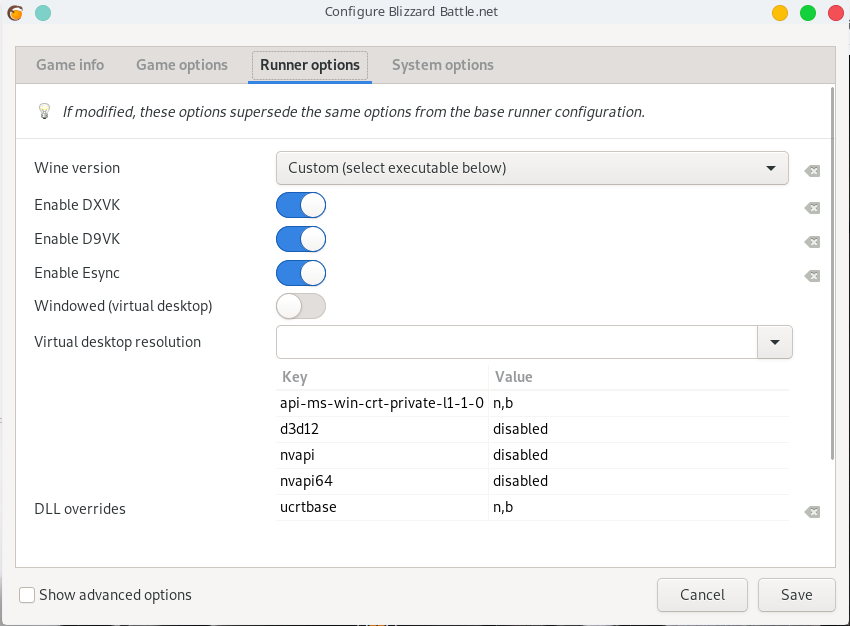 Configure Blizzard Battle.net
Game info Game options Runner options System options
If modified, these options supersede the same options from the base runner configuration.
Wine version Custom (select executable below)
Enable DXVK
Enable D9VK
Enable Esync
Windowed (virtual desktop)
Virtual desktop resolution
Key Value
api-ms-win-crt-private-l1-1-0 n,b
d3d12 disabled
nvapi disabled
nvapi64 disabled
DLL overrides ucrtbase n,b
Show advanced options Cancel Save